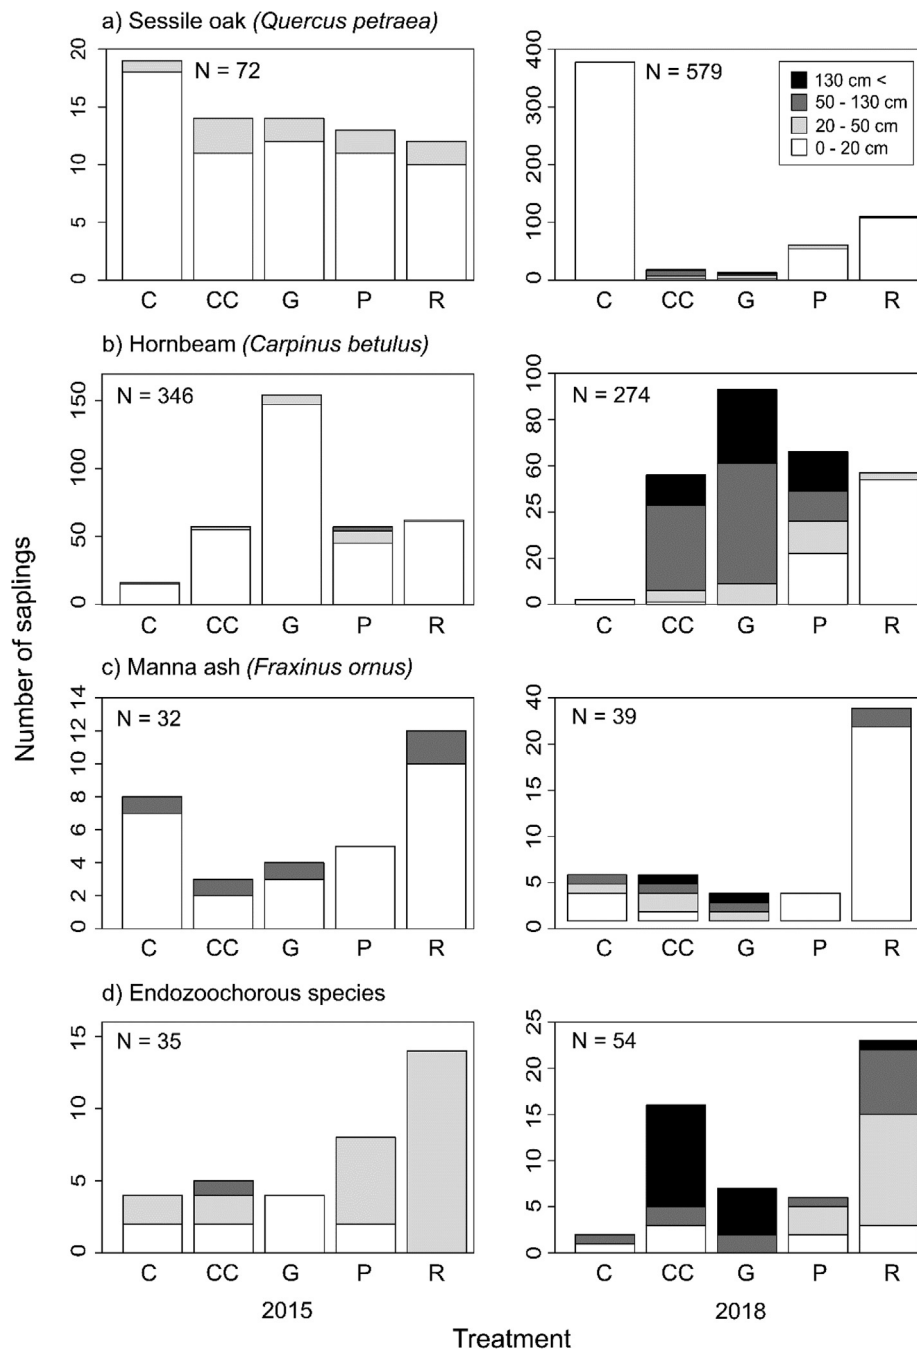 a) Sessile oak (Quercus petraea)
20
15
10
5
0
N = 72
C CC G P R
400
300
200
100
0
N = 579
130 cm <
50 - 130 cm
20 - 50 cm
0 - 20 cm
C CC G P R
b) Hornbeam (Carpinus betulus)
150
100
50
0
N = 346
C CC G P R
100
80
60
25
20
0
N = 274
C CC G P R
Number of saplings
c) Manna ash (Fraxinus ornus)
14
12
10
8
6
4
2
0
N = 32
C CC G P R
40
20
15
10
5
0
N = 39
C CC G P R
d) Endozoochorous species
15
10
5
0
N = 35
C CC G P R
25
20
15
10
5
0
N = 54
C CC G P R
2015
2018
Treatment